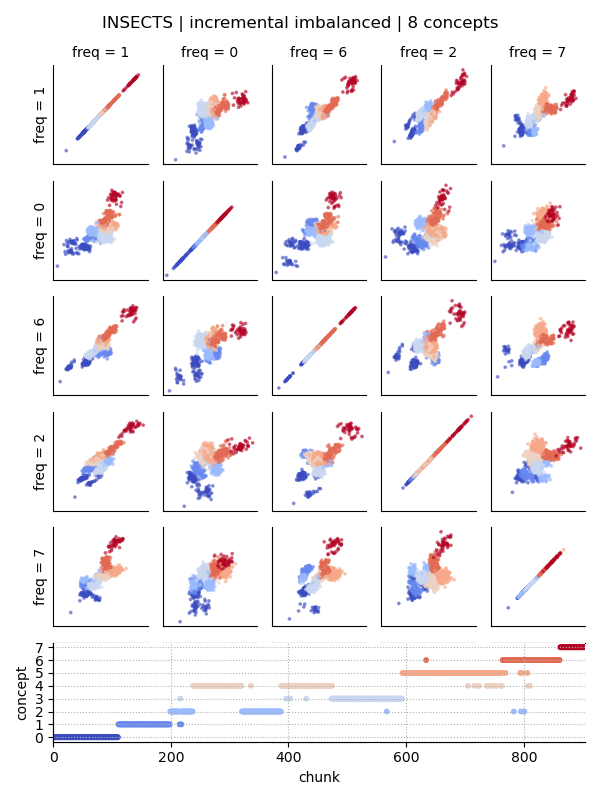 INSECTS | incremental imbalanced | 8 concepts
freq = 1 freq = 0 freq = 6 freq = 2 freq = 7
freq = 1
freq = 0
freq = 6
freq = 2
freq = 7
concept
7
6
5
4
3
2
1
0
0 200 400 600 800
chunk